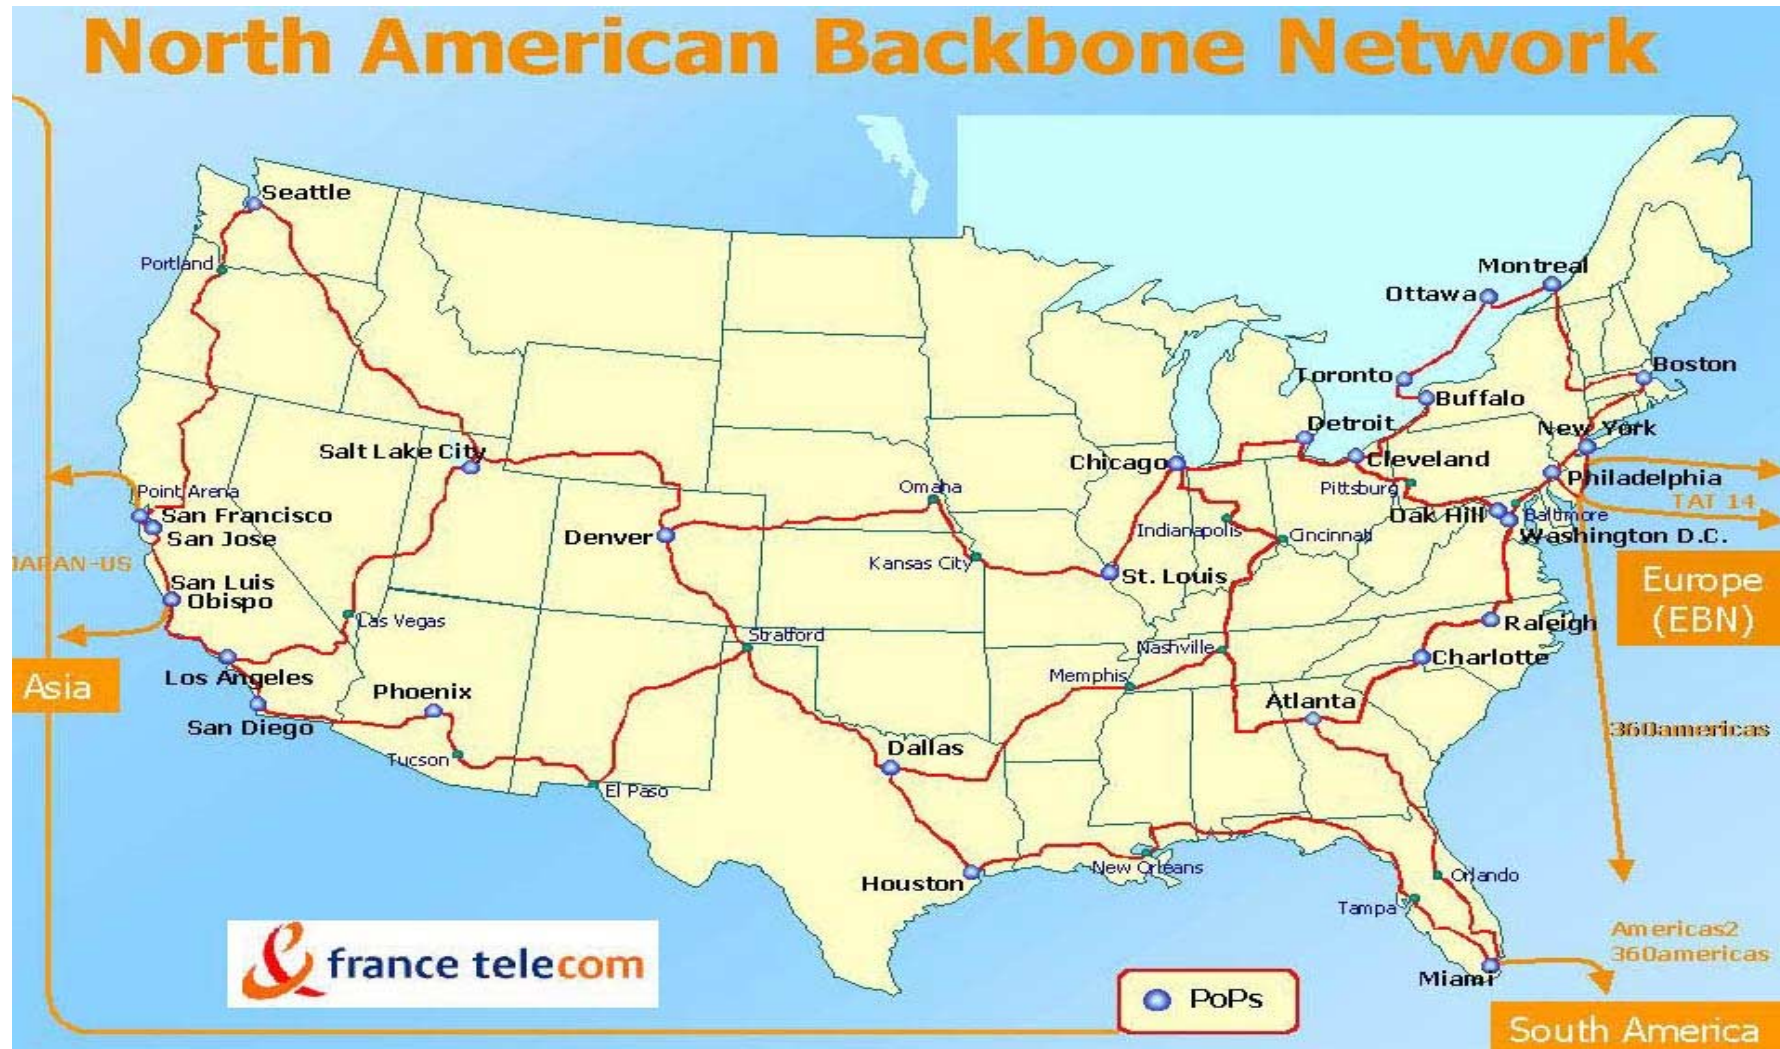 North American Backbone Network
Seattle
Portland
Montreal
Ottawa
Boston
Toronto
Buffalo
Detroit
New York
Salt Lake City
Chicago
Cleveland
Philadelphia
Point Arena
Omaha
Pittsburg
TAT 14
San Francisco
Oak Hill
Baltimore
Denver
Indianapolis
Cincinnati
Washington D.C.
San Jose
JAPAN-US
Kansas City
St. Louis
Europe
(EBN)
San Luis
Obispo
Las Vegas
Stratford
Nashville
Raleigh
Charlotte
Los Angeles
Memphis
Asia
Phoenix
Atlanta
San Diego
360americas
Dallas
Tucson
El Paso
New Orleans
Orlando
Houston
Tampa
Americas2
360americas
france telecom
Miami
PoPs
South America